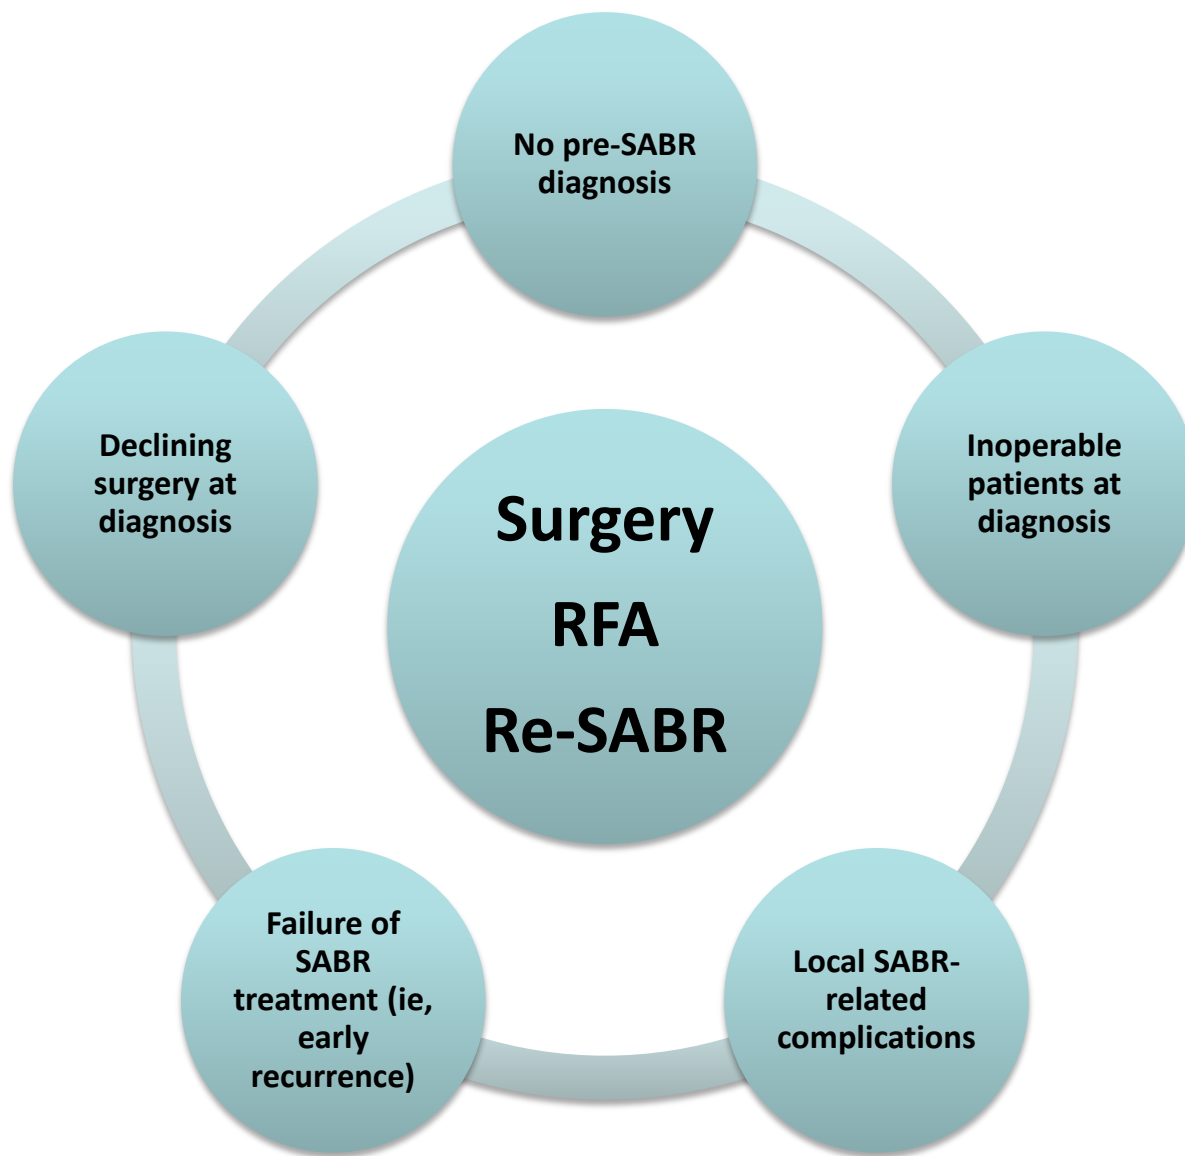 No pre-SABR
diagnosis
Declining
surgery at
diagnosis
Inoperable
patients at
diagnosis
Surgery
RFA
Re-SABR
Failure of
SABR
treatment (ie,
early
recurrence)
Local SABR-
related
complications